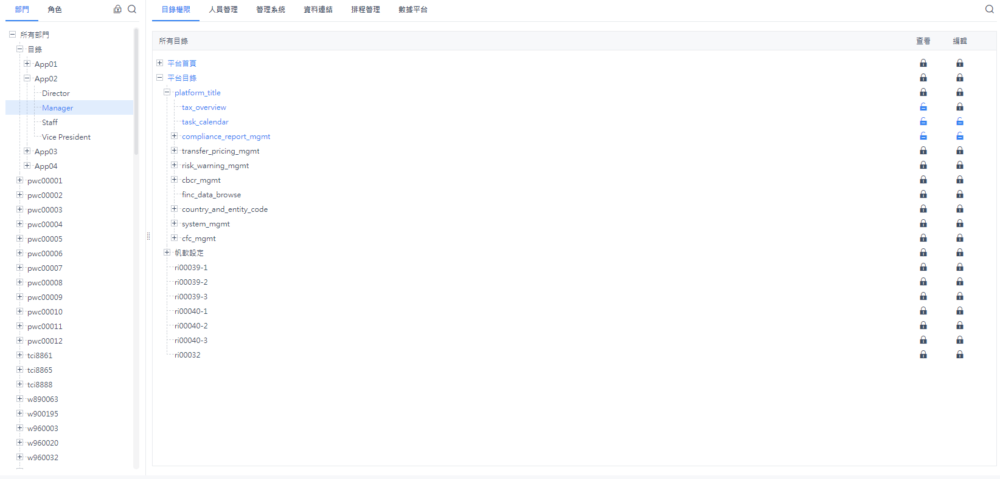 部門 角色
所有部門
目錄
App01
App02
Director
Manager
Staff
Vice President
App03
App04
pwc00001
pwc00002
pwc00003
pwc00004
pwc00005
pwc00006
pwc00007
pwc00008
pwc00009
pwc00010
pwc00011
pwc00012
tci8861
tci8865
tci8888
w890063
w900195
w960003
w960020
w960032
目錄權限 人員管理 管理系統 資料連結 排程管理 數據平台
所有目錄 查看 編輯
平台首頁
平台目錄
platform_title
tax_overview
task_calendar
compliance_report_mgmt
transfer_pricing_mgmt
risk_warning_mgmt
cbcr_mgmt
finc_data_browse
country_and_entity_code
system_mgmt
cfc_mgmt
帆軟設定
ri00039-1
ri00039-2
ri00039-3
ri00040-1
ri00040-2
ri00040-3
ri00032